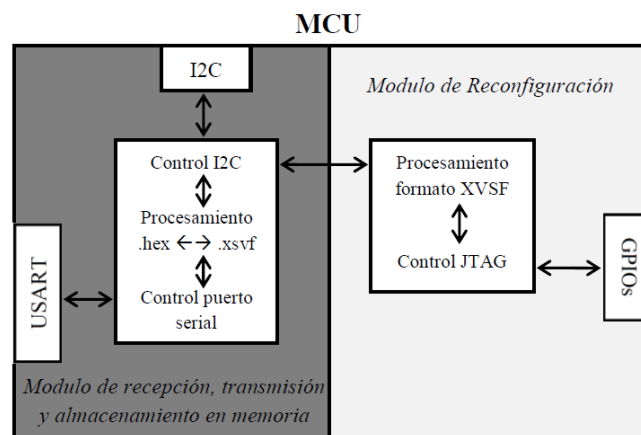 MCU
I2C
Modulo de Reconfiguración
Control I2C
Procesamiento
.hex ←→ .xsvf
Control puerto
serial
Procesamiento
formato XVSF
Control JTAG
USART
GPIOs
Modulo de recepción, transmisión
y almacenamiento en memoria